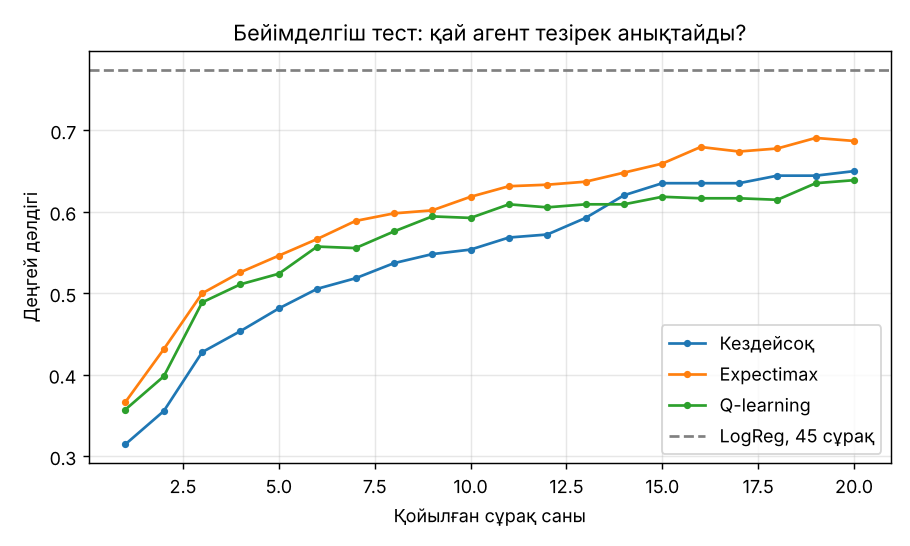 Бейімделгіш тест: қай агент тезірек анықтайды?
Деңгей дәлдігі
0.7
0.6
0.5
0.4
0.3
2.5 5.0 7.5 10.0 12.5 15.0 17.5 20.0
Қойылған сұрақ саны
Кездейсоқ
Expectimax
Q-learning
LogReg, 45 сұрақ